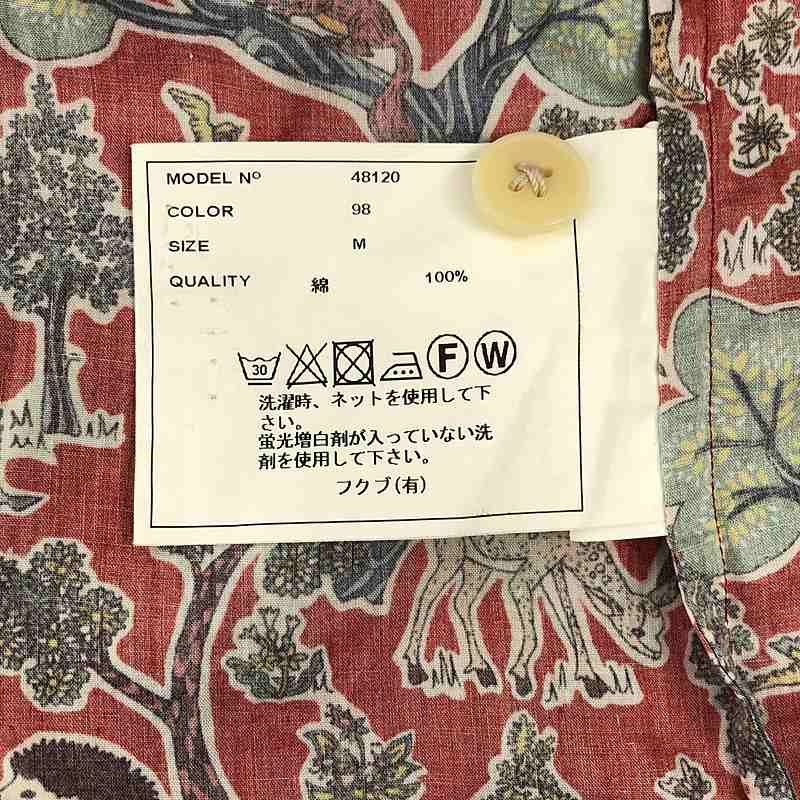 MODEL Nº 48120
COLOR 98
SIZE M
QUALITY 綿 100%
30 F W
洗濯時、ネットを使用して下
さい。
蛍光増白剤が入っていない洗
剤を使用して下さい。
フクブ(有)